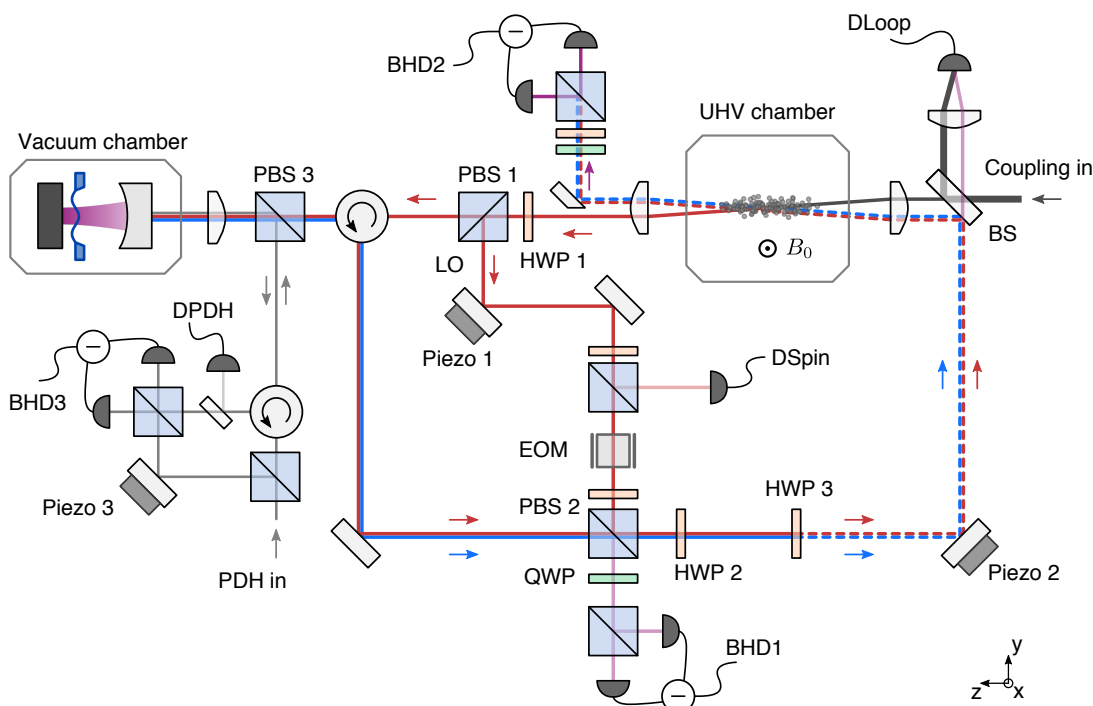 DLoop
BHD2
UHV chamber
Vacuum chamber
PBS 3
PBS 1
Coupling in
LO
HWP 1
B₀
BS
DPDH
Piezo 1
DSpin
BHD3
EOM
Piezo 3
PBS 2
HWP 3
PDH in
QWP
HWP 2
Piezo 2
BHD1
y
z
x